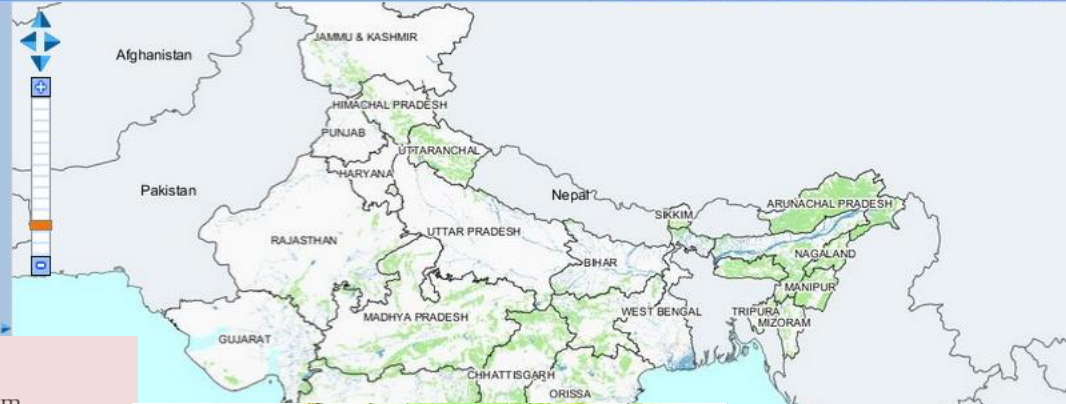 JAMMU & KASHMIR
Afghanistan
HIMACHAL PRADESH
PUNJAB
UTTARANCHAL
HARYANA
Pakistan
Nepal
ARUNACHAL PRADESH
SIKKIM
UTTAR PRADESH
RAJASTHAN
NAGALAND
BIHAR
MANIPUR
WEST BENGAL
TRIPURA
MADHYA PRADESH
MIZORAM
GUJARAT
CHHATTISGARH
ORISSA
m